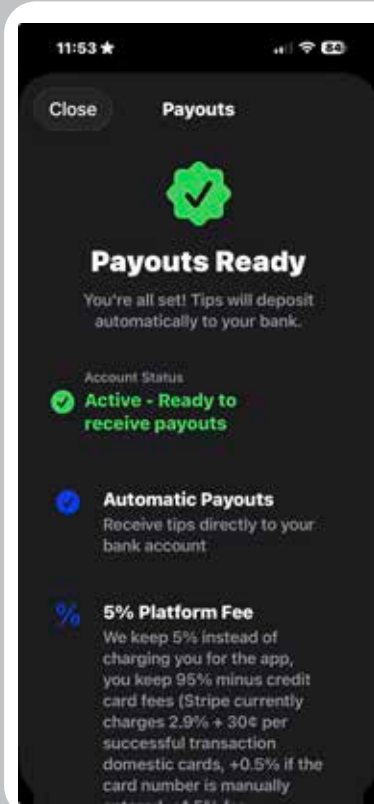 11:53
84
Close
Payouts
Payouts Ready
You're all set! Tips will deposit
automatically to your bank.
Account Status
Active - Ready to
receive payouts
Automatic Payouts
Receive tips directly to your
bank account
% 5% Platform Fee
We keep 5% instead of
charging you for the app,
you keep 95% minus credit
card fees (Stripe currently
charges 2.9% + 30¢ per
successful transaction
domestic cards, +0.5% if the
card number is manually